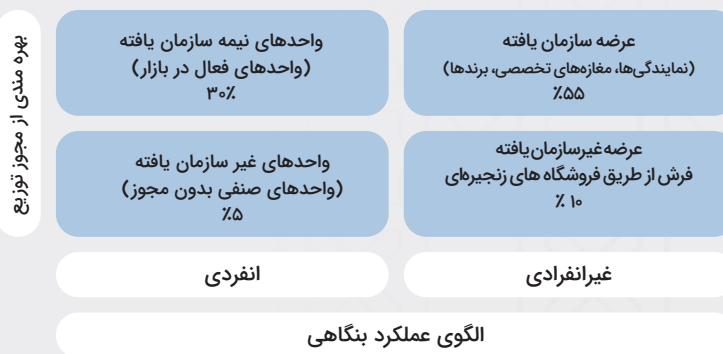 بهره مندی از مجوز توزیع
عرضه سازمان یافته
(نمایندگی‌ها، مغازه‌های تخصصی، برندها)
٪۵۵
واحدهای نیمه سازمان یافته
(واحدهای فعال در بازار)
۳۰٪
عرضه غیرسازمان یافته
فرش از طریق فروشگاه های زنجیره‌ای
۱۰ ٪
واحدهای غیر سازمان یافته
(واحدهای صنفی بدون مجوز)
٪۵
غیرانفرادی
انفردی
الگوی عملکرد بنگاهی